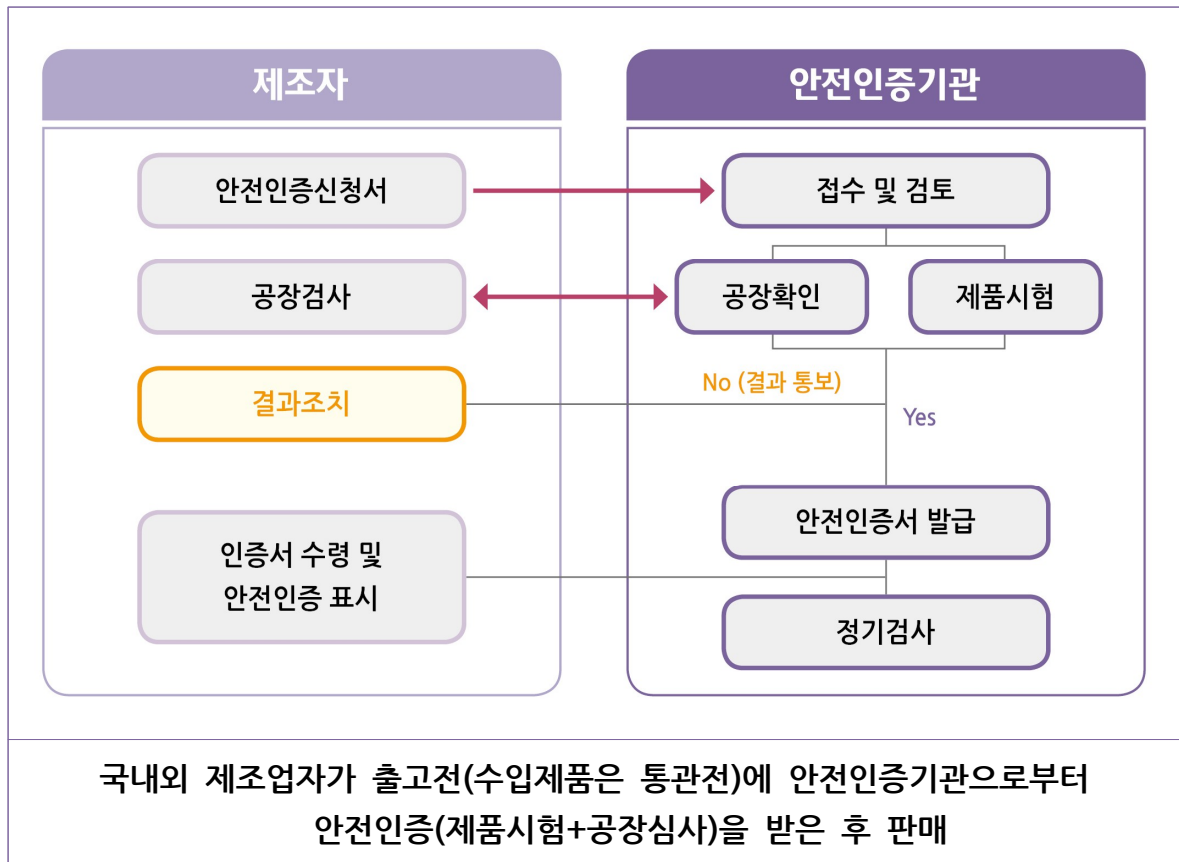 제조자
안전인증기관
안전인증신청서
접수 및 검토
공장검사
공장확인
제품시험
결과조치
No (결과 통보)
Yes
안전인증서 발급
인증서 수령 및
안전인증 표시
정기검사
국내외 제조업자가 출고전(수입제품은 통관전)에 안전인증기관으로부터
안전인증(제품시험+공장심사)을 받은 후 판매